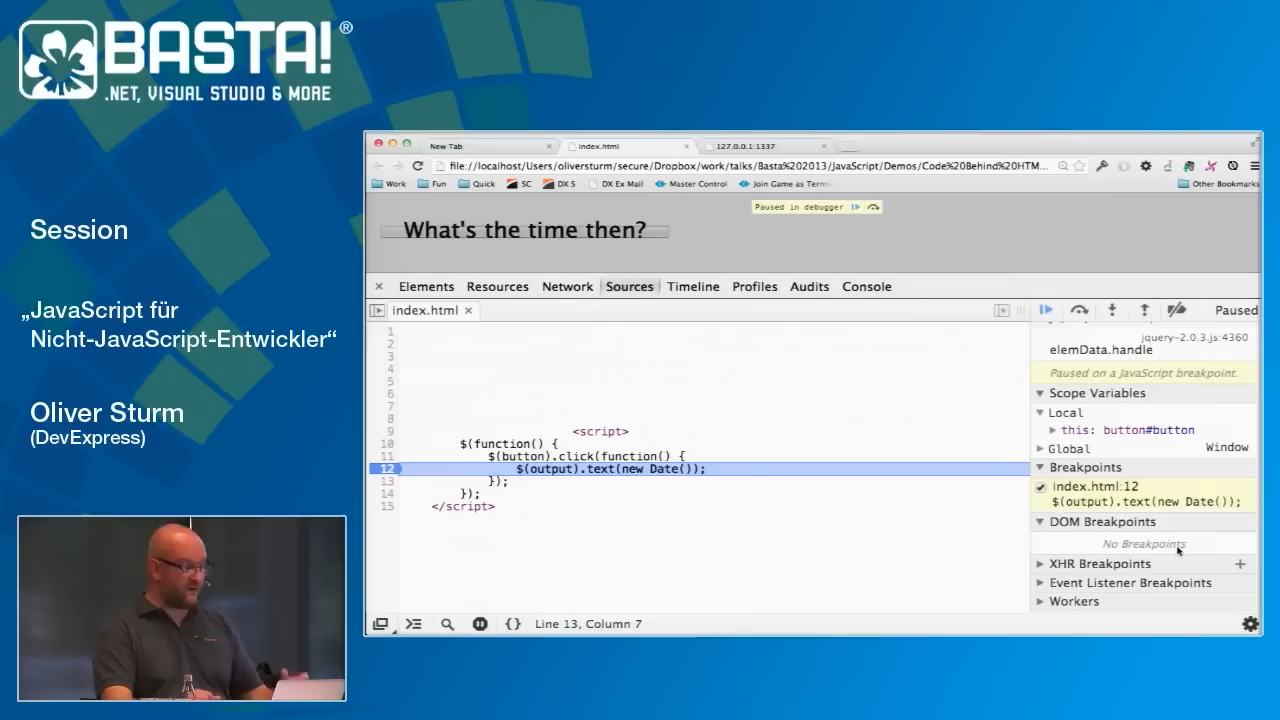 BASTA!®
.NET, VISUAL STUDIO & MORE
Session
„JavaScript für
Nicht-JavaScript-Entwickler“
Oliver Sturm
(DevExpress)
New Tab
index.html
127.0.0.1:1337
file://localhost/Users/oliversturm/secure/Dropbox/work/talks/Basta%202013/JavaScript/Demos/Code%20Behind%20HTM...
Work
Fun
Quick
SC
DX S
DX Ex Mail
Master Control
Join Game as Term
Other Bookmarks
Paused in debugger
What's the time then?
Elements Resources Network Sources Timeline Profiles Audits Console
index.html
Paused
1
2
3
4
5
6
7
8
9 <script>
10 $(function() {
11 $(button).click(function() {
12 $(output).text(new Date());
13 });
14 });
15 </script>
jquery-2.0.3.js:4360
elemData.handle
Paused on a JavaScript breakpoint.
Scope Variables
Local
this: button#button
Global Window
Breakpoints
index.html:12
$(output).text(new Date());
DOM Breakpoints
No Breakpoints
XHR Breakpoints
Event Listener Breakpoints
Workers
Line 13, Column 7